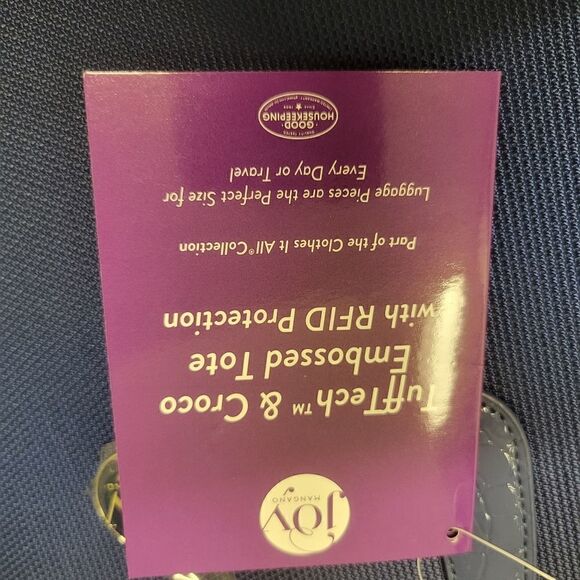 joy
MANGANO
TuffTech™ & Croco
Embossed Tote
with RFID Protection
Part of the Clothes It All® Collection
Luggage Pieces are the Perfect Size for
Every Day or Travel
GOOD
HOUSEKEEPING